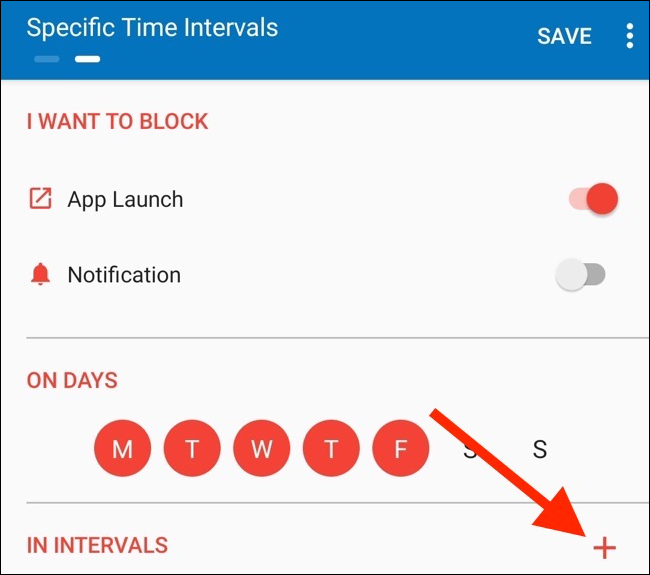 Specific Time Intervals
SAVE
I WANT TO BLOCK
App Launch
Notification
ON DAYS
M T W T F S S
IN INTERVALS